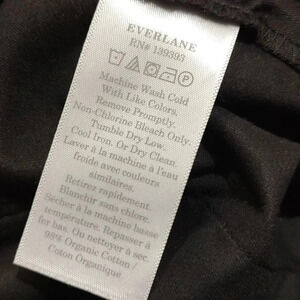 EVERLANE
RN# 139393
Machine Wash Cold
With Like Colors.
Remove Promptly.
Non-Chlorine Bleach Only.
Tumble Dry Low.
Cool Iron. Or Dry Clean.
Laver à la machine à l'eau
froide avec couleurs
similaires.
Retirez rapidement.
Blanchir sans chlore.
Sécher à la machine basse
température. Repasser à
fer doux. Ou nettoyer à sec.
98% Organic Cotton /
Coton Organique